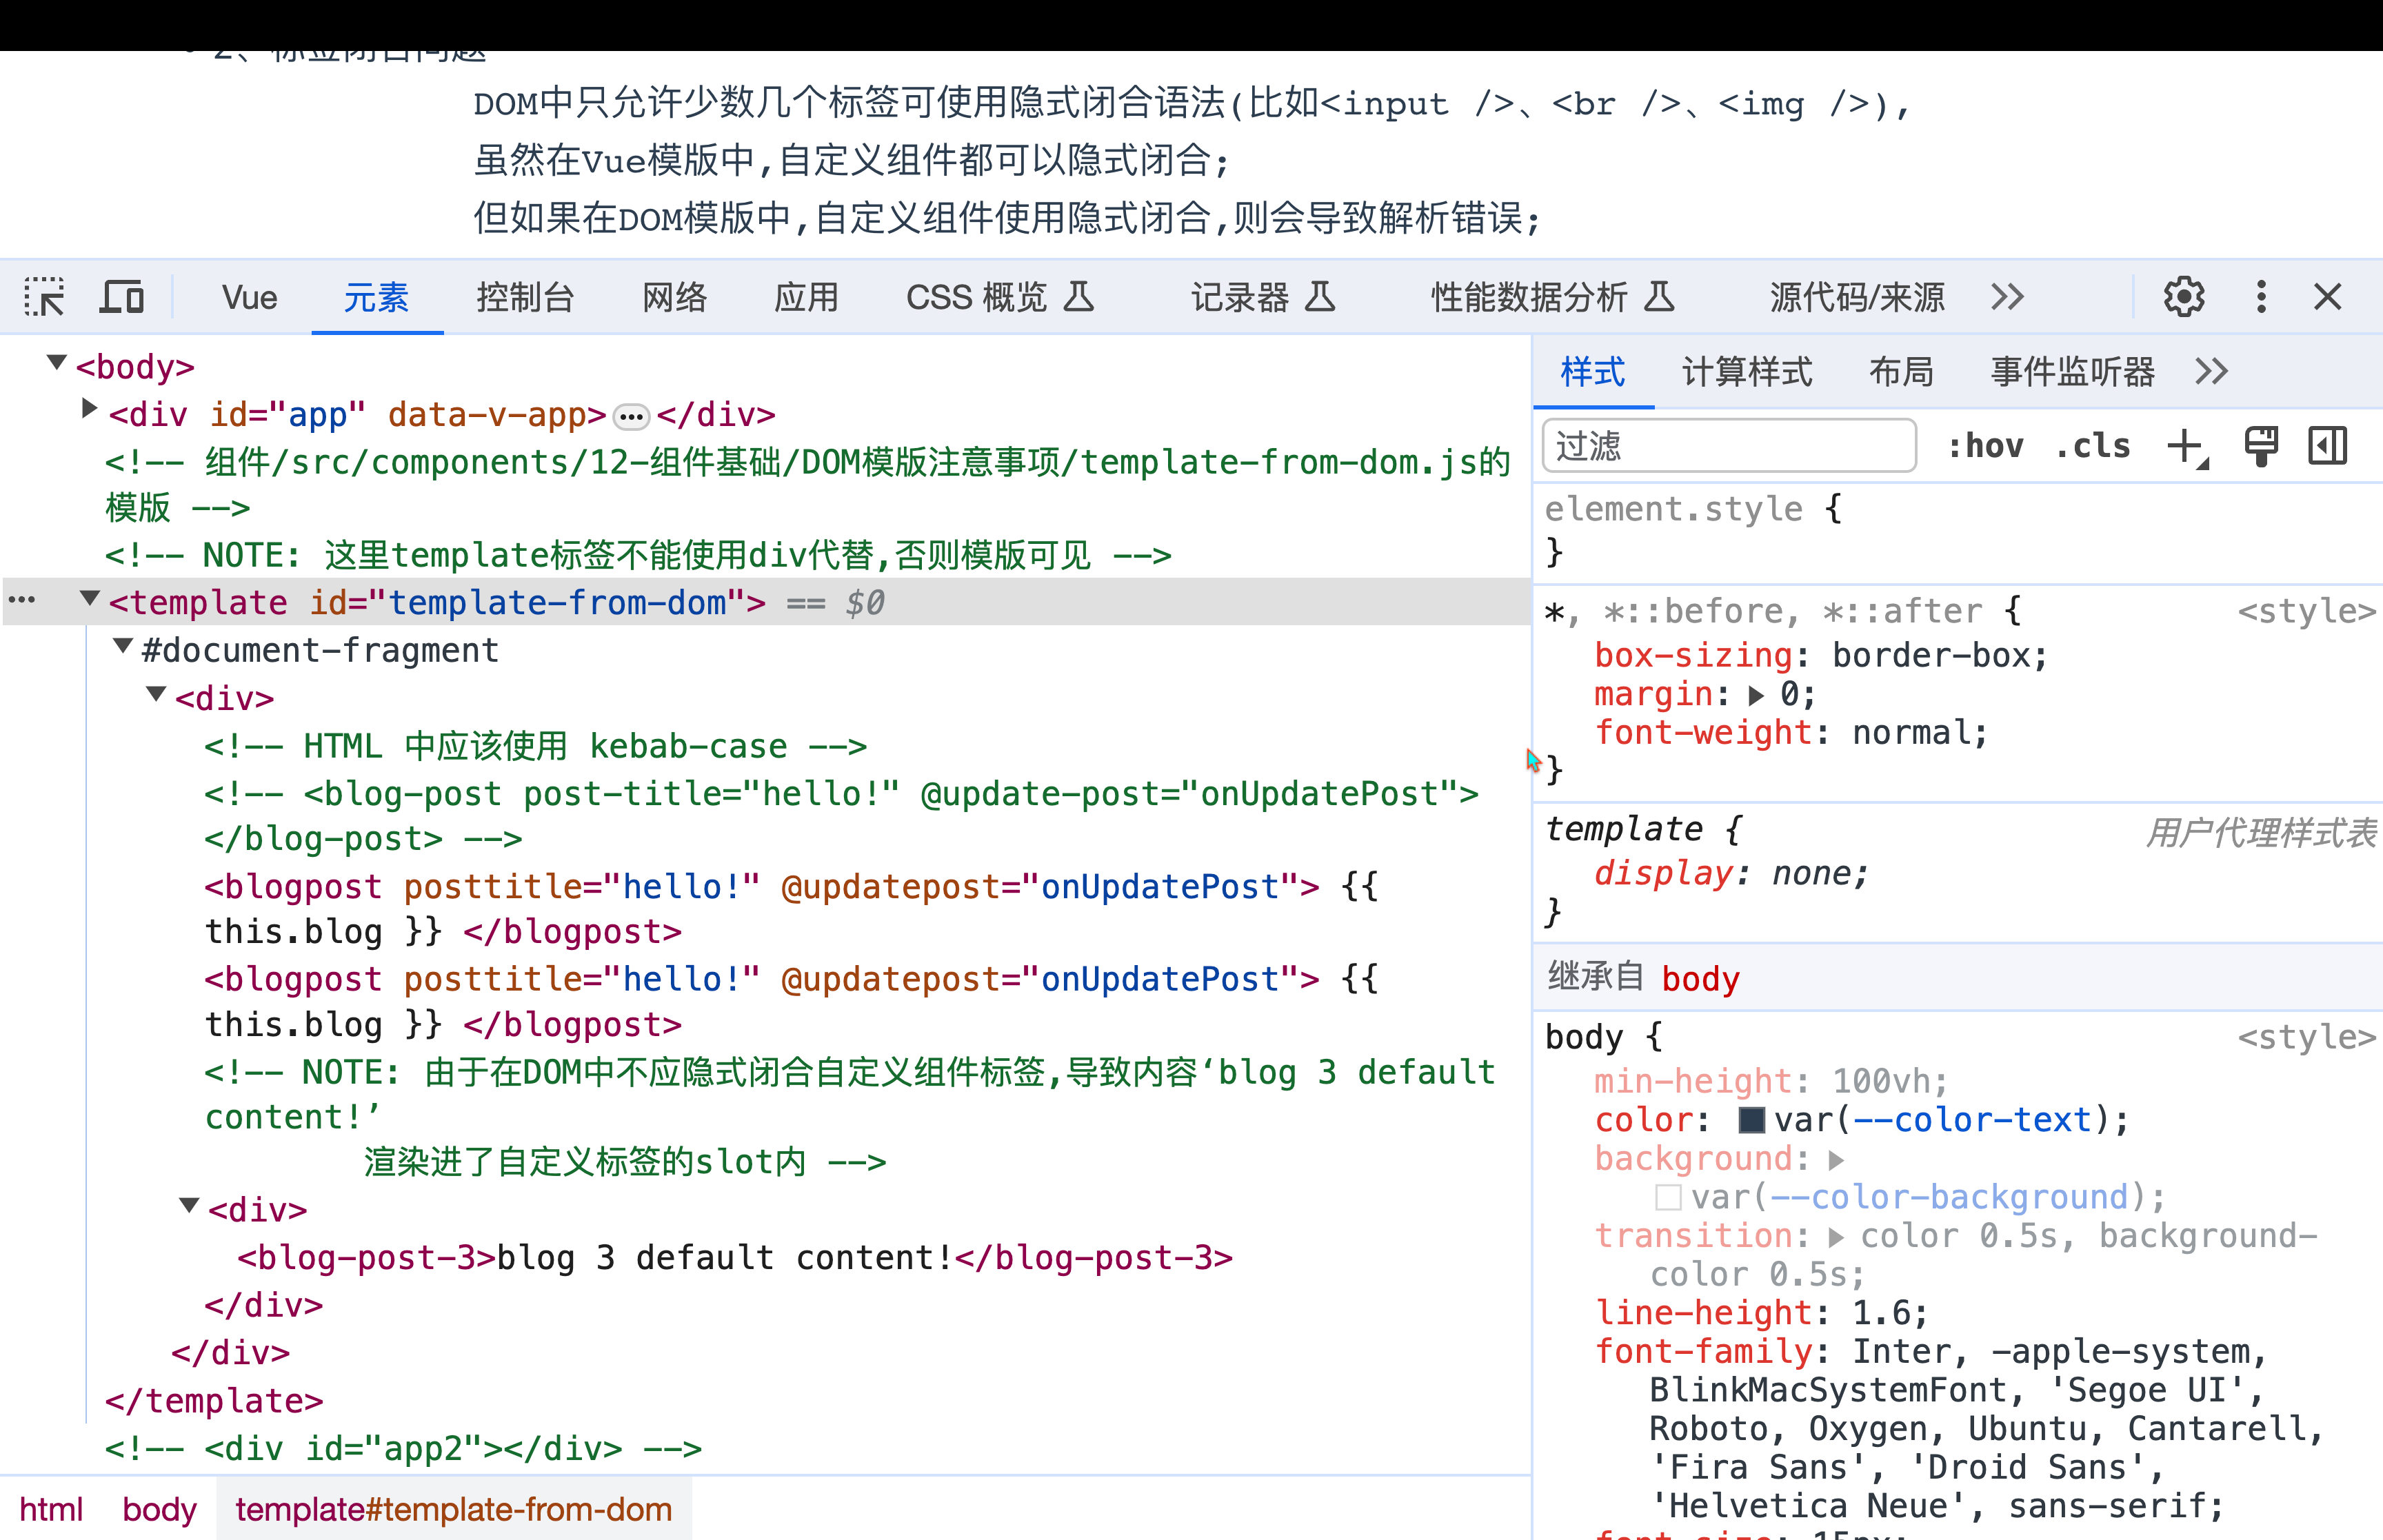 2、标签闭合问题
DOM中只允许少数几个标签可使用隐式闭合语法(比如<input />、<br />、<img />),
虽然在Vue模版中,自定义组件都可以隐式闭合;
但如果在DOM模版中,自定义组件使用隐式闭合,则会导致解析错误;
Vue 元素 控制台 网络 应用 CSS 概览 记录器 性能数据分析 源代码/来源
<body>
<div id="app" data-v-app>…</div>
<!-- 组件/src/components/12-组件基础/DOM模版注意事项/template-from-dom.js的
模版 -->
<!-- NOTE: 这里template标签不能使用div代替,否则模版可见 -->
<template id="template-from-dom"> == $0
#document-fragment
<div>
<!-- HTML 中应该使用 kebab-case -->
<!-- <blog-post post-title="hello!" @update-post="onUpdatePost">
</blog-post> -->
<blogpost posttitle="hello!" @updatepost="onUpdatePost"> {{
this.blog }} </blogpost>
<blogpost posttitle="hello!" @updatepost="onUpdatePost"> {{
this.blog }} </blogpost>
<!-- NOTE: 由于在DOM中不应隐式闭合自定义组件标签,导致内容‘blog 3 default
content!’
渲染进了自定义标签的slot内 -->
<div>
<blog-post-3>blog 3 default content!</blog-post-3>
</div>
</div>
</template>
<!-- <div id="app2"></div> -->
html body template#template-from-dom
样式 计算样式 布局 事件监听器
过滤 :hov .cls
element.style {
}
*, *::before, *::after { <style>
box-sizing: border-box;
margin: 0;
font-weight: normal;
}
template { 用户代理样式表
display: none;
}
继承自 body
body { <style>
min-height: 100vh;
color: var(--color-text);
background:
var(--color-background);
transition: color 0.5s, background-
color 0.5s;
line-height: 1.6;
font-family: Inter, -apple-system,
BlinkMacSystemFont, 'Segoe UI',
Roboto, Oxygen, Ubuntu, Cantarell,
'Fira Sans', 'Droid Sans',
'Helvetica Neue', sans-serif;
font-size: 15px;